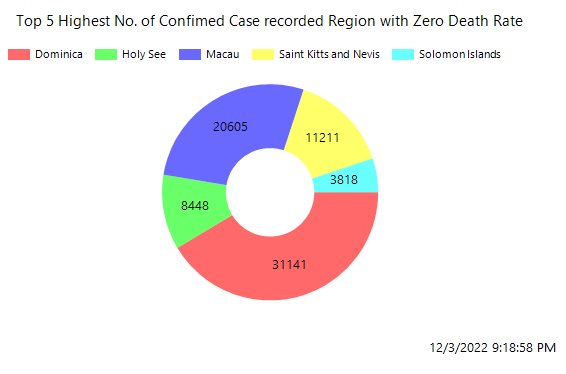 Top 5 Highest No. of Confimed Case recorded Region with Zero Death Rate
Dominica Holy See Macau Saint Kitts and Nevis Solomon Islands
20605
11211
3818
8448
31141
12/3/2022 9:18:58 PM